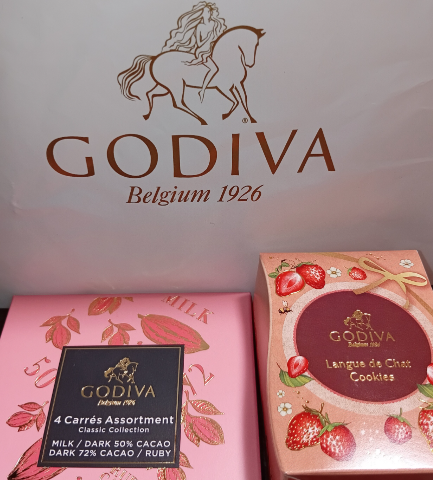 GODIVA
Belgium 1926
MILK
50
GODIVA
Belgium 1926
4 Carrés Assortment
Classic Collection
MILK / DARK 50% CACAO
DARK 72% CACAO / RUBY
GODIVA
Belgium 1926
Langue de Chat
Cookies